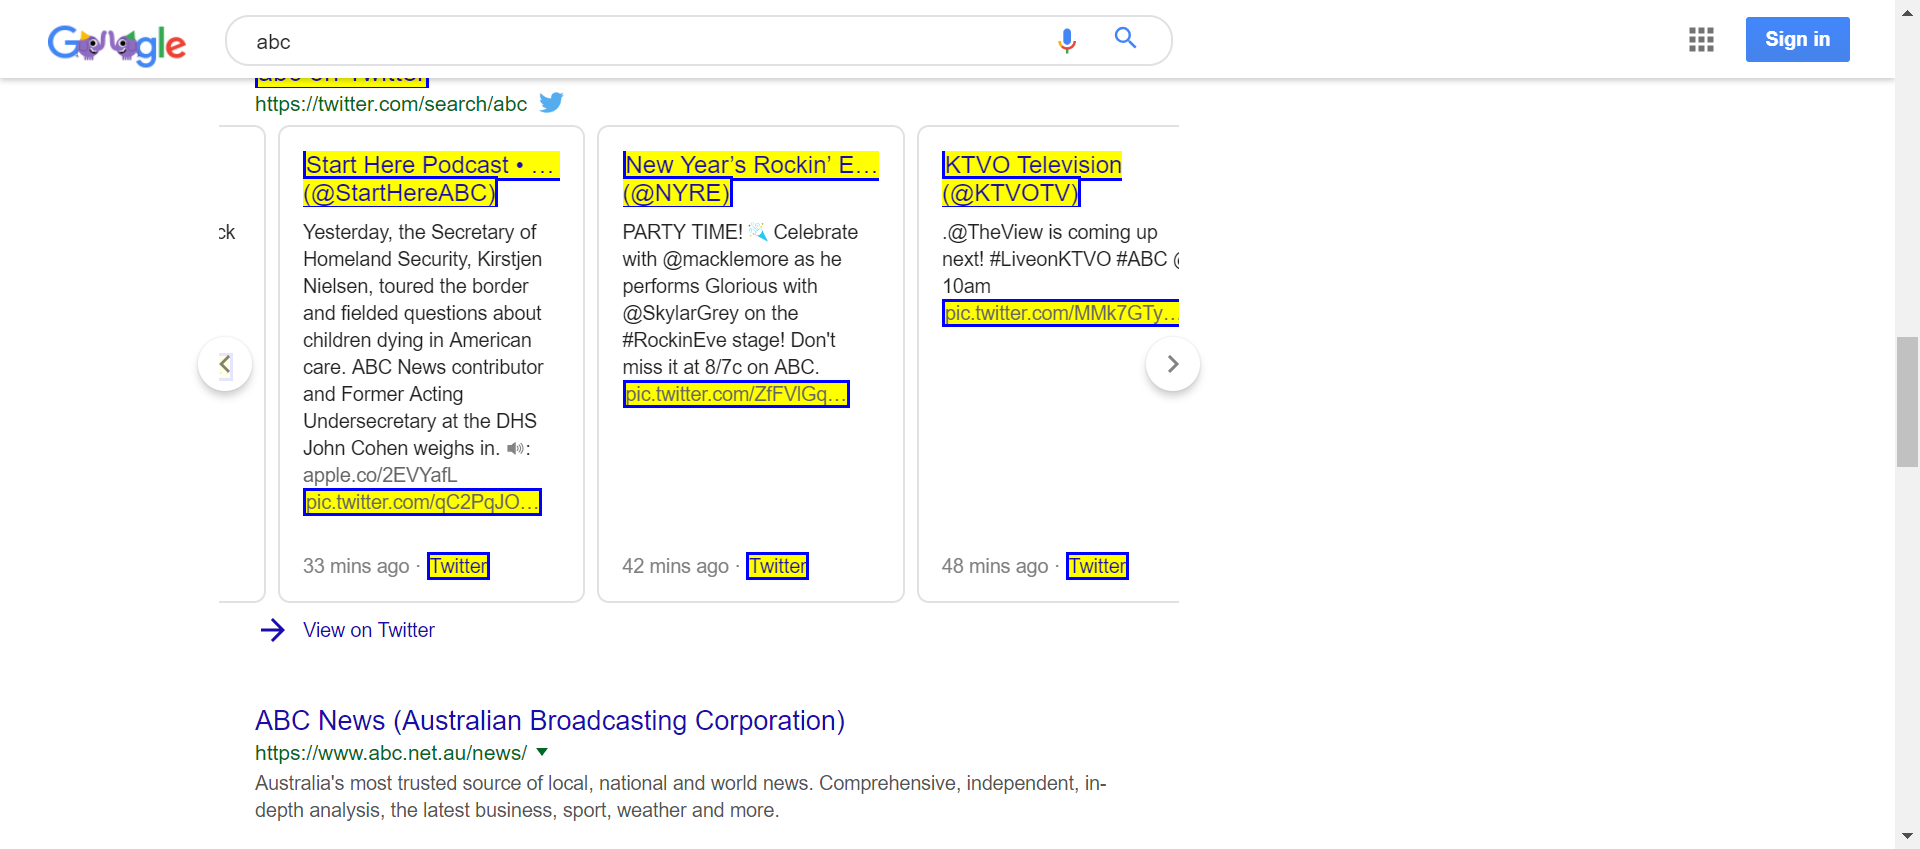 Google
abc
Sign in
abc on Twitter
https://twitter.com/search/abc
ck
Start Here Podcast • …
(@StartHereABC)
Yesterday, the Secretary of
Homeland Security, Kirstjen
Nielsen, toured the border
and fielded questions about
children dying in American
care. ABC News contributor
and Former Acting
Undersecretary at the DHS
John Cohen weighs in. 🔊:
apple.co/2EVYafL
pic.twitter.com/qC2PqJO…
33 mins ago · Twitter
New Year’s Rockin’ E…
(@NYRE)
PARTY TIME! 🎉 Celebrate
with @macklemore as he
performs Glorious with
@SkylarGrey on the
#RockinEve stage! Don't
miss it at 8/7c on ABC.
pic.twitter.com/ZfFVlGq…
42 mins ago · Twitter
KTVO Television
(@KTVOTV)
.@TheView is coming up
next! #LiveonKTVO #ABC @
10am
pic.twitter.com/MMk7GTy…
48 mins ago · Twitter
View on Twitter
ABC News (Australian Broadcasting Corporation)
https://www.abc.net.au/news/
Australia's most trusted source of local, national and world news. Comprehensive, independent, in-
depth analysis, the latest business, sport, weather and more.